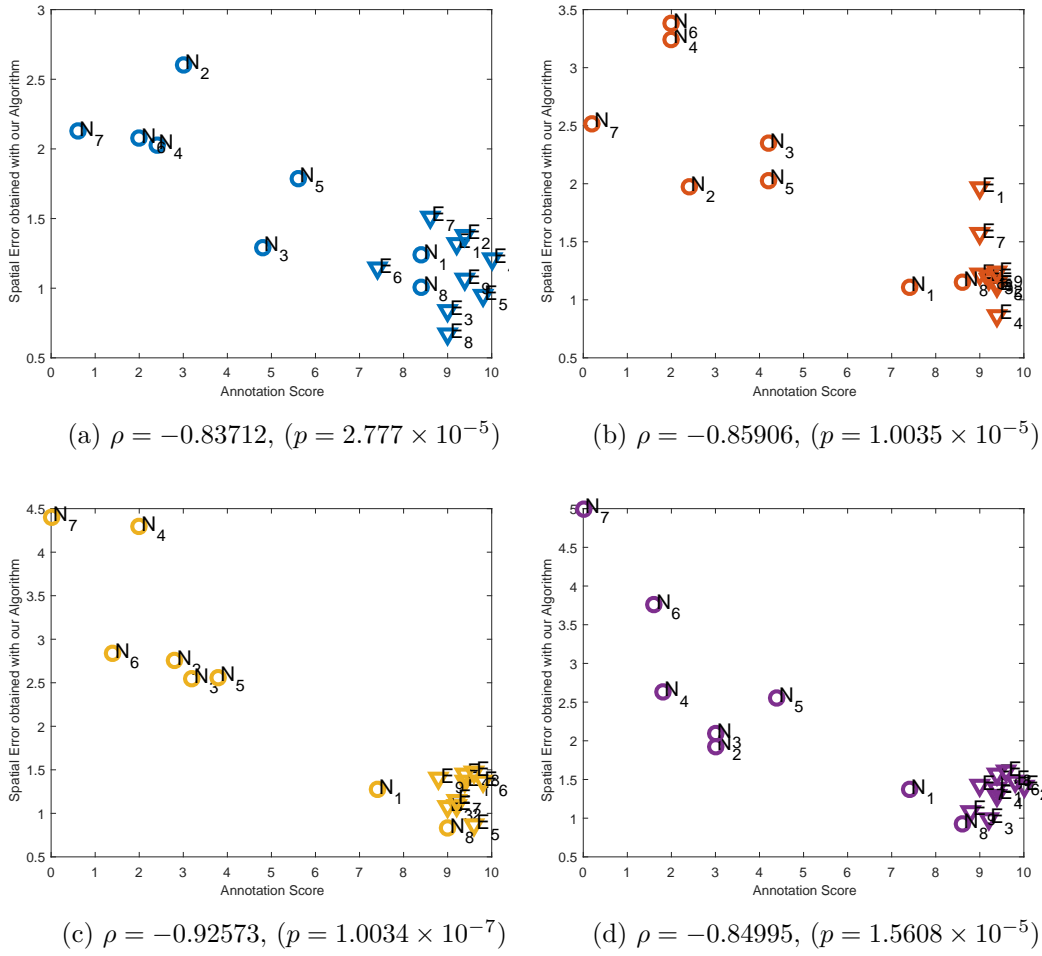 3
2.5
2
1.5
1
0.5
Spatial Error obtained with our Algorithm
N2
N7
N6
N4
N5
N3
E7
E2
E1
N1
E6
E9
N8
E5
E3
E8
0 1 2 3 4 5 6 7 8 9 10
Annotation Score
3.5
3
2.5
2
1.5
1
0.5
Spatial Error obtained with our Algorithm
N6
N4
N7
N3
N2
N5
E1
E7
N1
N8
E4
0 1 2 3 4 5 6 7 8 9 10
Annotation Score
(a) ρ = −0.83712, (p = 2.777 × 10−5)
(b) ρ = −0.85906, (p = 1.0035 × 10−5)
4.5
4
3.5
3
2.5
2
1.5
1
0.5
Spatial Error obtained with our Algorithm
N7
N4
N6
N3
N5
N1
E9
E6
N8
E5
0 1 2 3 4 5 6 7 8 9 10
Annotation Score
5
4.5
4
3.5
3
2.5
2
1.5
1
0.5
Spatial Error obtained with our Algorithm
N7
N6
N4
N5
N3
N2
N1
E2
E4
E9
E3
N8
0 1 2 3 4 5 6 7 8 9 10
Annotation Score
(c) ρ = −0.92573, (p = 1.0034 × 10−7)
(d) ρ = −0.84995, (p = 1.5608 × 10−5)